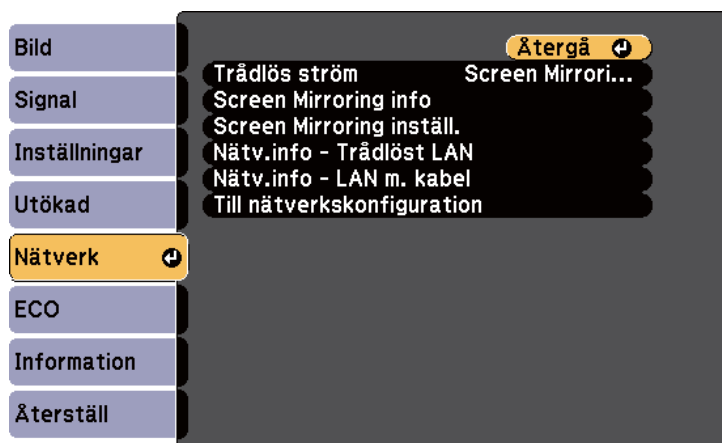 Bild
Signal
Inställningar
Utökad
Nätverk
ECO
Information
Återställ
Återgå
Trådlös ström Screen Mirrori...
Screen Mirroring info
Screen Mirroring inställ.
Nätv.info - Trådlöst LAN
Nätv.info - LAN m. kabel
Till nätverkskonfiguration